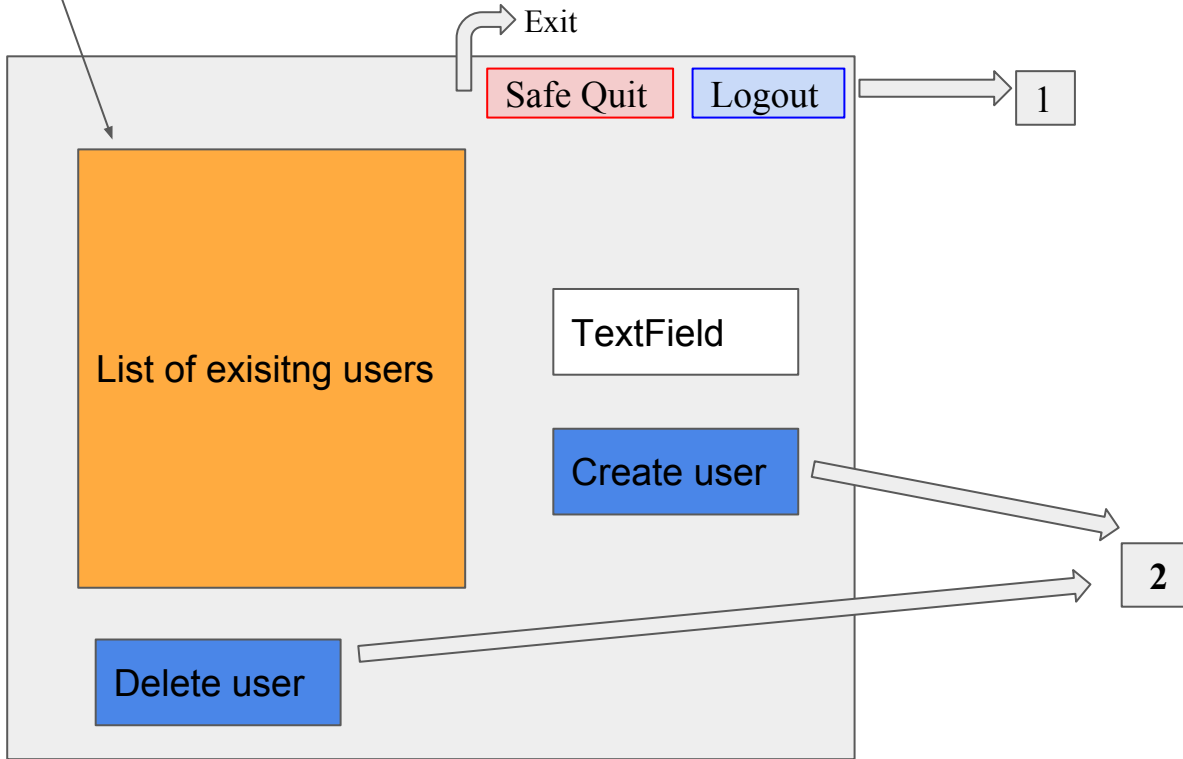 Exit
Safe Quit
Logout
1
TextField
List of exisitng users
Create user
2
Delete user